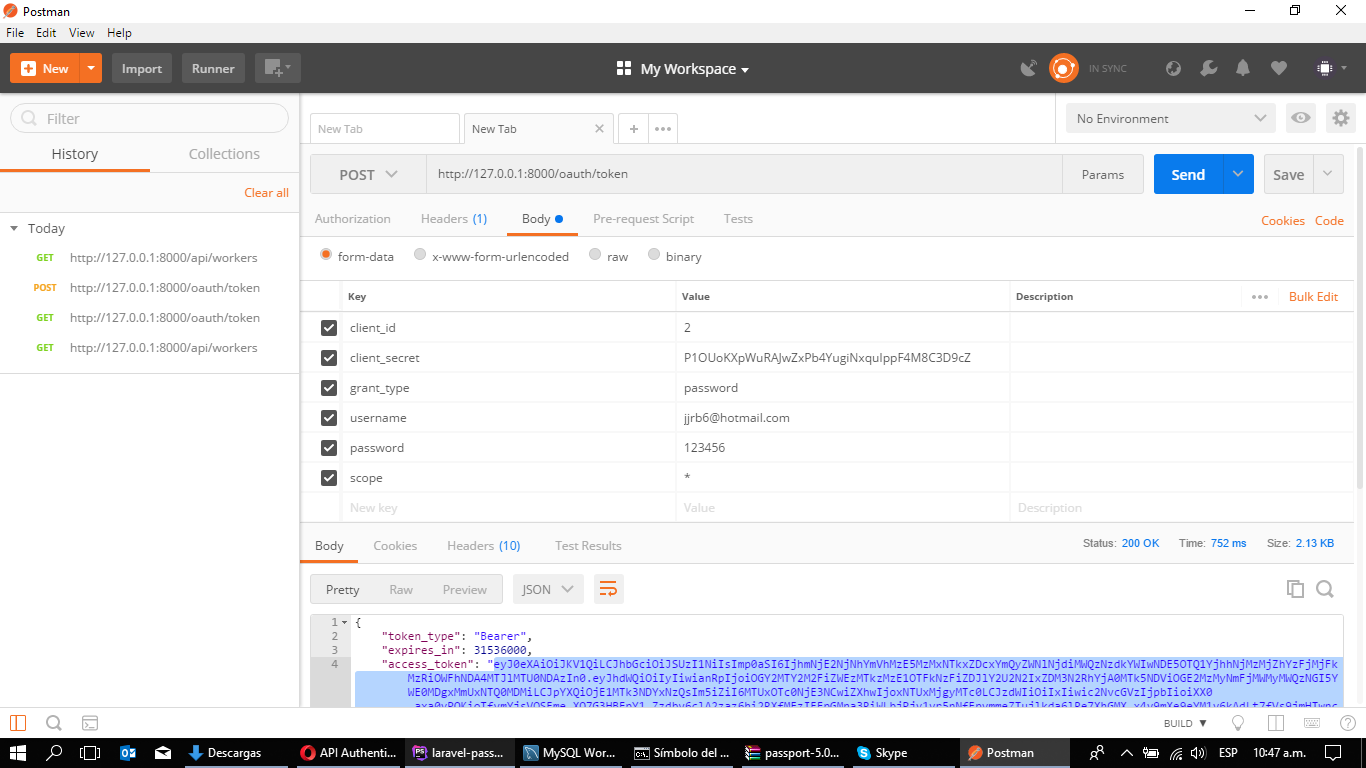 Postman
File Edit View Help
New Import Runner My Workspace IN SYNC
Filter
History Collections
Clear all
Today
GET http://127.0.0.1:8000/api/workers
POST http://127.0.0.1:8000/oauth/token
GET http://127.0.0.1:8000/oauth/token
GET http://127.0.0.1:8000/api/workers
New Tab New Tab No Environment
POST http://127.0.0.1:8000/oauth/token Params Send Save
Authorization Headers (1) Body Pre-request Script Tests Cookies Code
form-data x-www-form-urlencoded raw binary
Key Value Description Bulk Edit
client_id 2
client_secret P1OUoKXpWuRAJwZxPb4YugiNxquIppF4M8C3D9cZ
grant_type password
username jjrb6@hotmail.com
password 123456
scope *
New key Value Description
Body Cookies Headers (10) Test Results Status: 200 OK Time: 752 ms Size: 2.13 KB
Pretty Raw Preview JSON
1 {
2 "token_type": "Bearer",
3 "expires_in": 31536000,
4 "access_token":
BUILD
Descargas API Authenti... laravel-pass... MySQL Wor... Símbolo del ... passport-5.0... Skype Postman ESP 10:47 a.m.